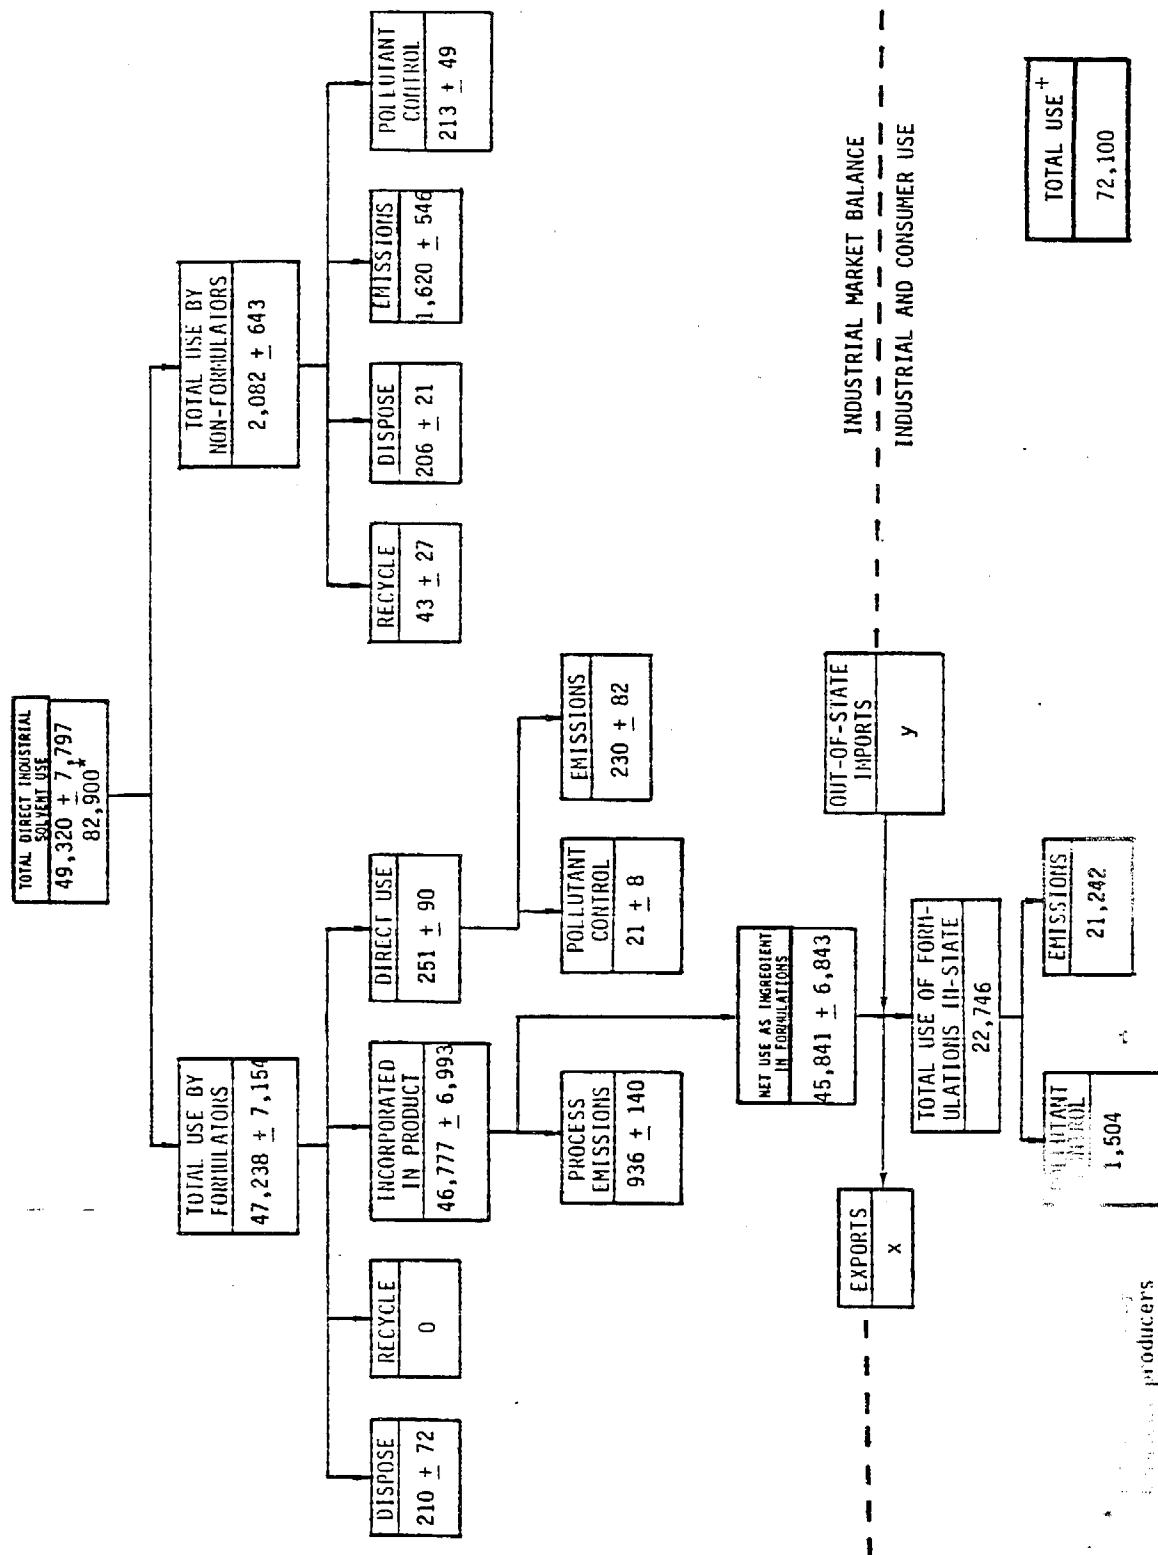 TOTAL DIRECT INDUSTRIAL
SOLVENT USE
49,320 ± 7,797
82,900*
TOTAL USE BY
FORMULATORS
47,238 ± 7,154
TOTAL USE BY
NON-FORMULATORS
2,082 ± 643
DISPOSE
210 ± 72
RECYCLE
0
INCORPORATED
IN PRODUCT
46,777 ± 6,993
DIRECT USE
251 ± 90
RECYCLE
43 ± 27
DISPOSE
206 ± 21
EMISSIONS
1,620 ± 546
POLLUTANT
CONTROL
213 ± 49
PROCESS
EMISSIONS
936 ± 140
POLLUTANT
CONTROL
21 ± 8
EMISSIONS
230 ± 82
NET USE AS INGREDIENT
IN FORMULATIONS
45,841 ± 6,843
EXPORTS
x
OUT-OF-STATE
IMPORTS
y
INDUSTRIAL MARKET BALANCE
INDUSTRIAL AND CONSUMER USE
TOTAL USE OF FORM-
ULATIONS IN-STATE
22,746
1,504
EMISSIONS
21,242
TOTAL USE+
72,100
*
producers